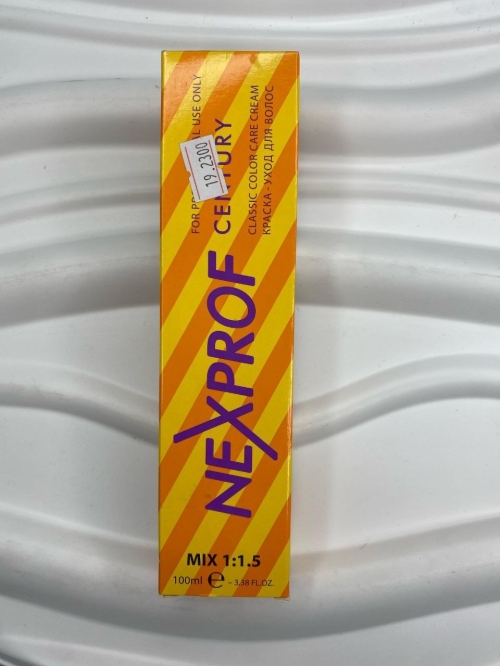 FOR PR L USE ONLY
19.2300
CENTURY
CLASSIC COLOR CARE CREAM
КРАСКА - УХОД ДЛЯ ВОЛОС
NEXPROF
MIX 1:1.5
100ml e - 3,38 FL.OZ.